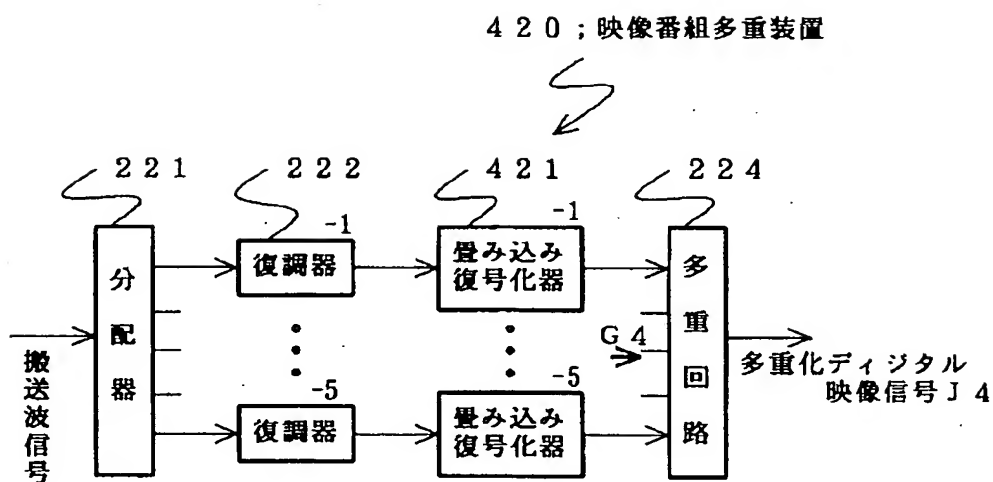 420;映像番組多重装置
221
222
421
224
-1
-1
分配器
復調器
畳み込み
復号化器
多重回路
搬送波信号
G4
多重化ディジタル
映像信号J4
-5
-5
復調器
畳み込み
復号化器